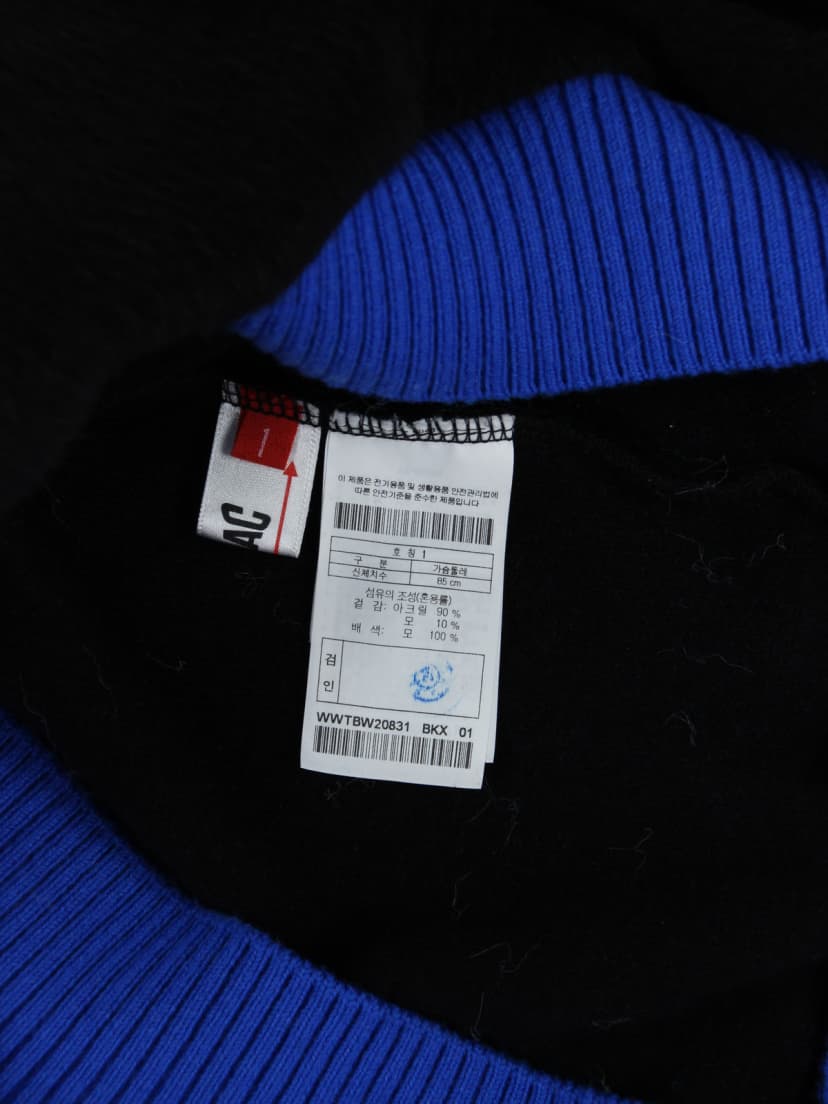 1
AC
이 제품은 전기용품 및 생활용품 안전관리법에
따른 안전기준을 준수한 제품입니다
호 칭 1
구 분 가슴둘레
신체치수 85 cm
섬유의 조성(혼용률)
겉 감: 아크릴 90 %
모 10 %
배 색: 모 100 %
검
인
WWTBW20831 BKX 01